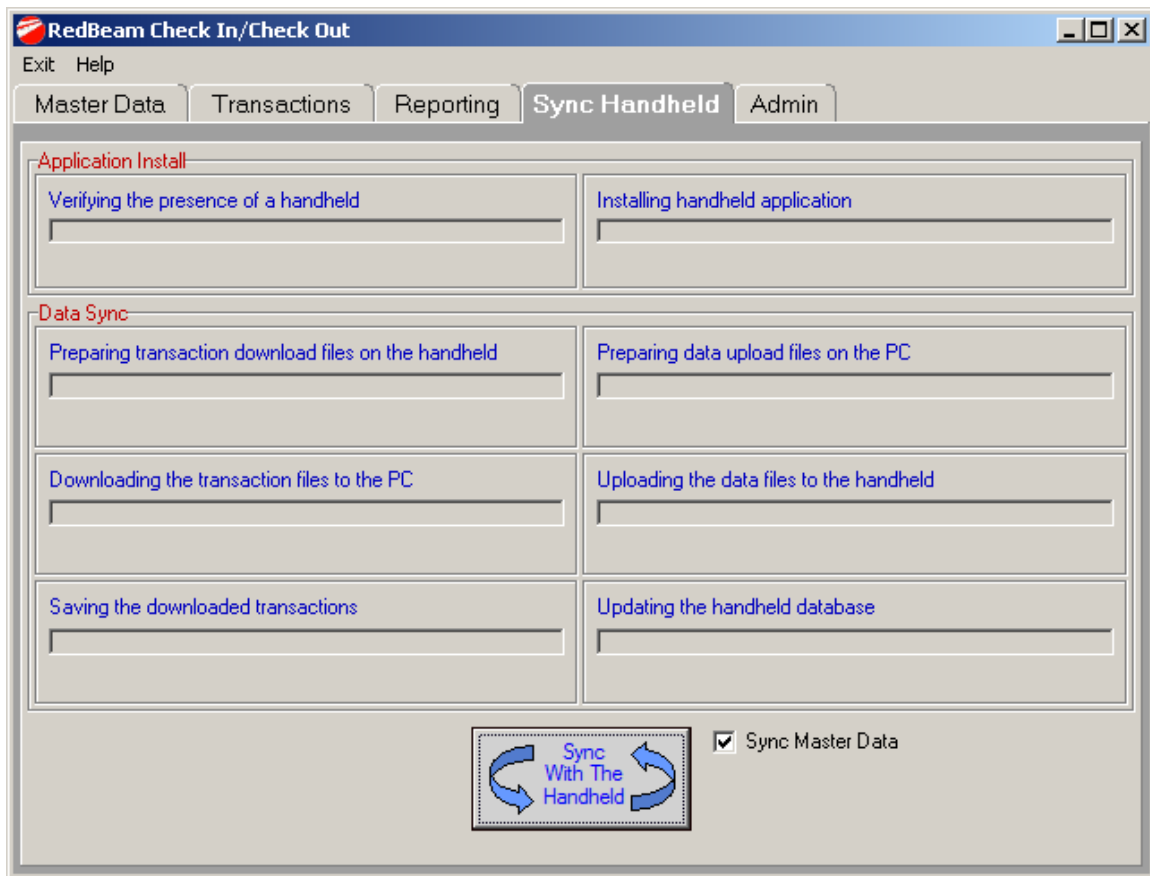 RedBeam Check In/Check Out
Exit Help
Master Data Transactions Reporting Sync Handheld Admin
Application Install
Verifying the presence of a handheld
Installing handheld application
Data Sync
Preparing transaction download files on the handheld
Preparing data upload files on the PC
Downloading the transaction files to the PC
Uploading the data files to the handheld
Saving the downloaded transactions
Updating the handheld database
Sync
With The
Handheld
Sync Master Data